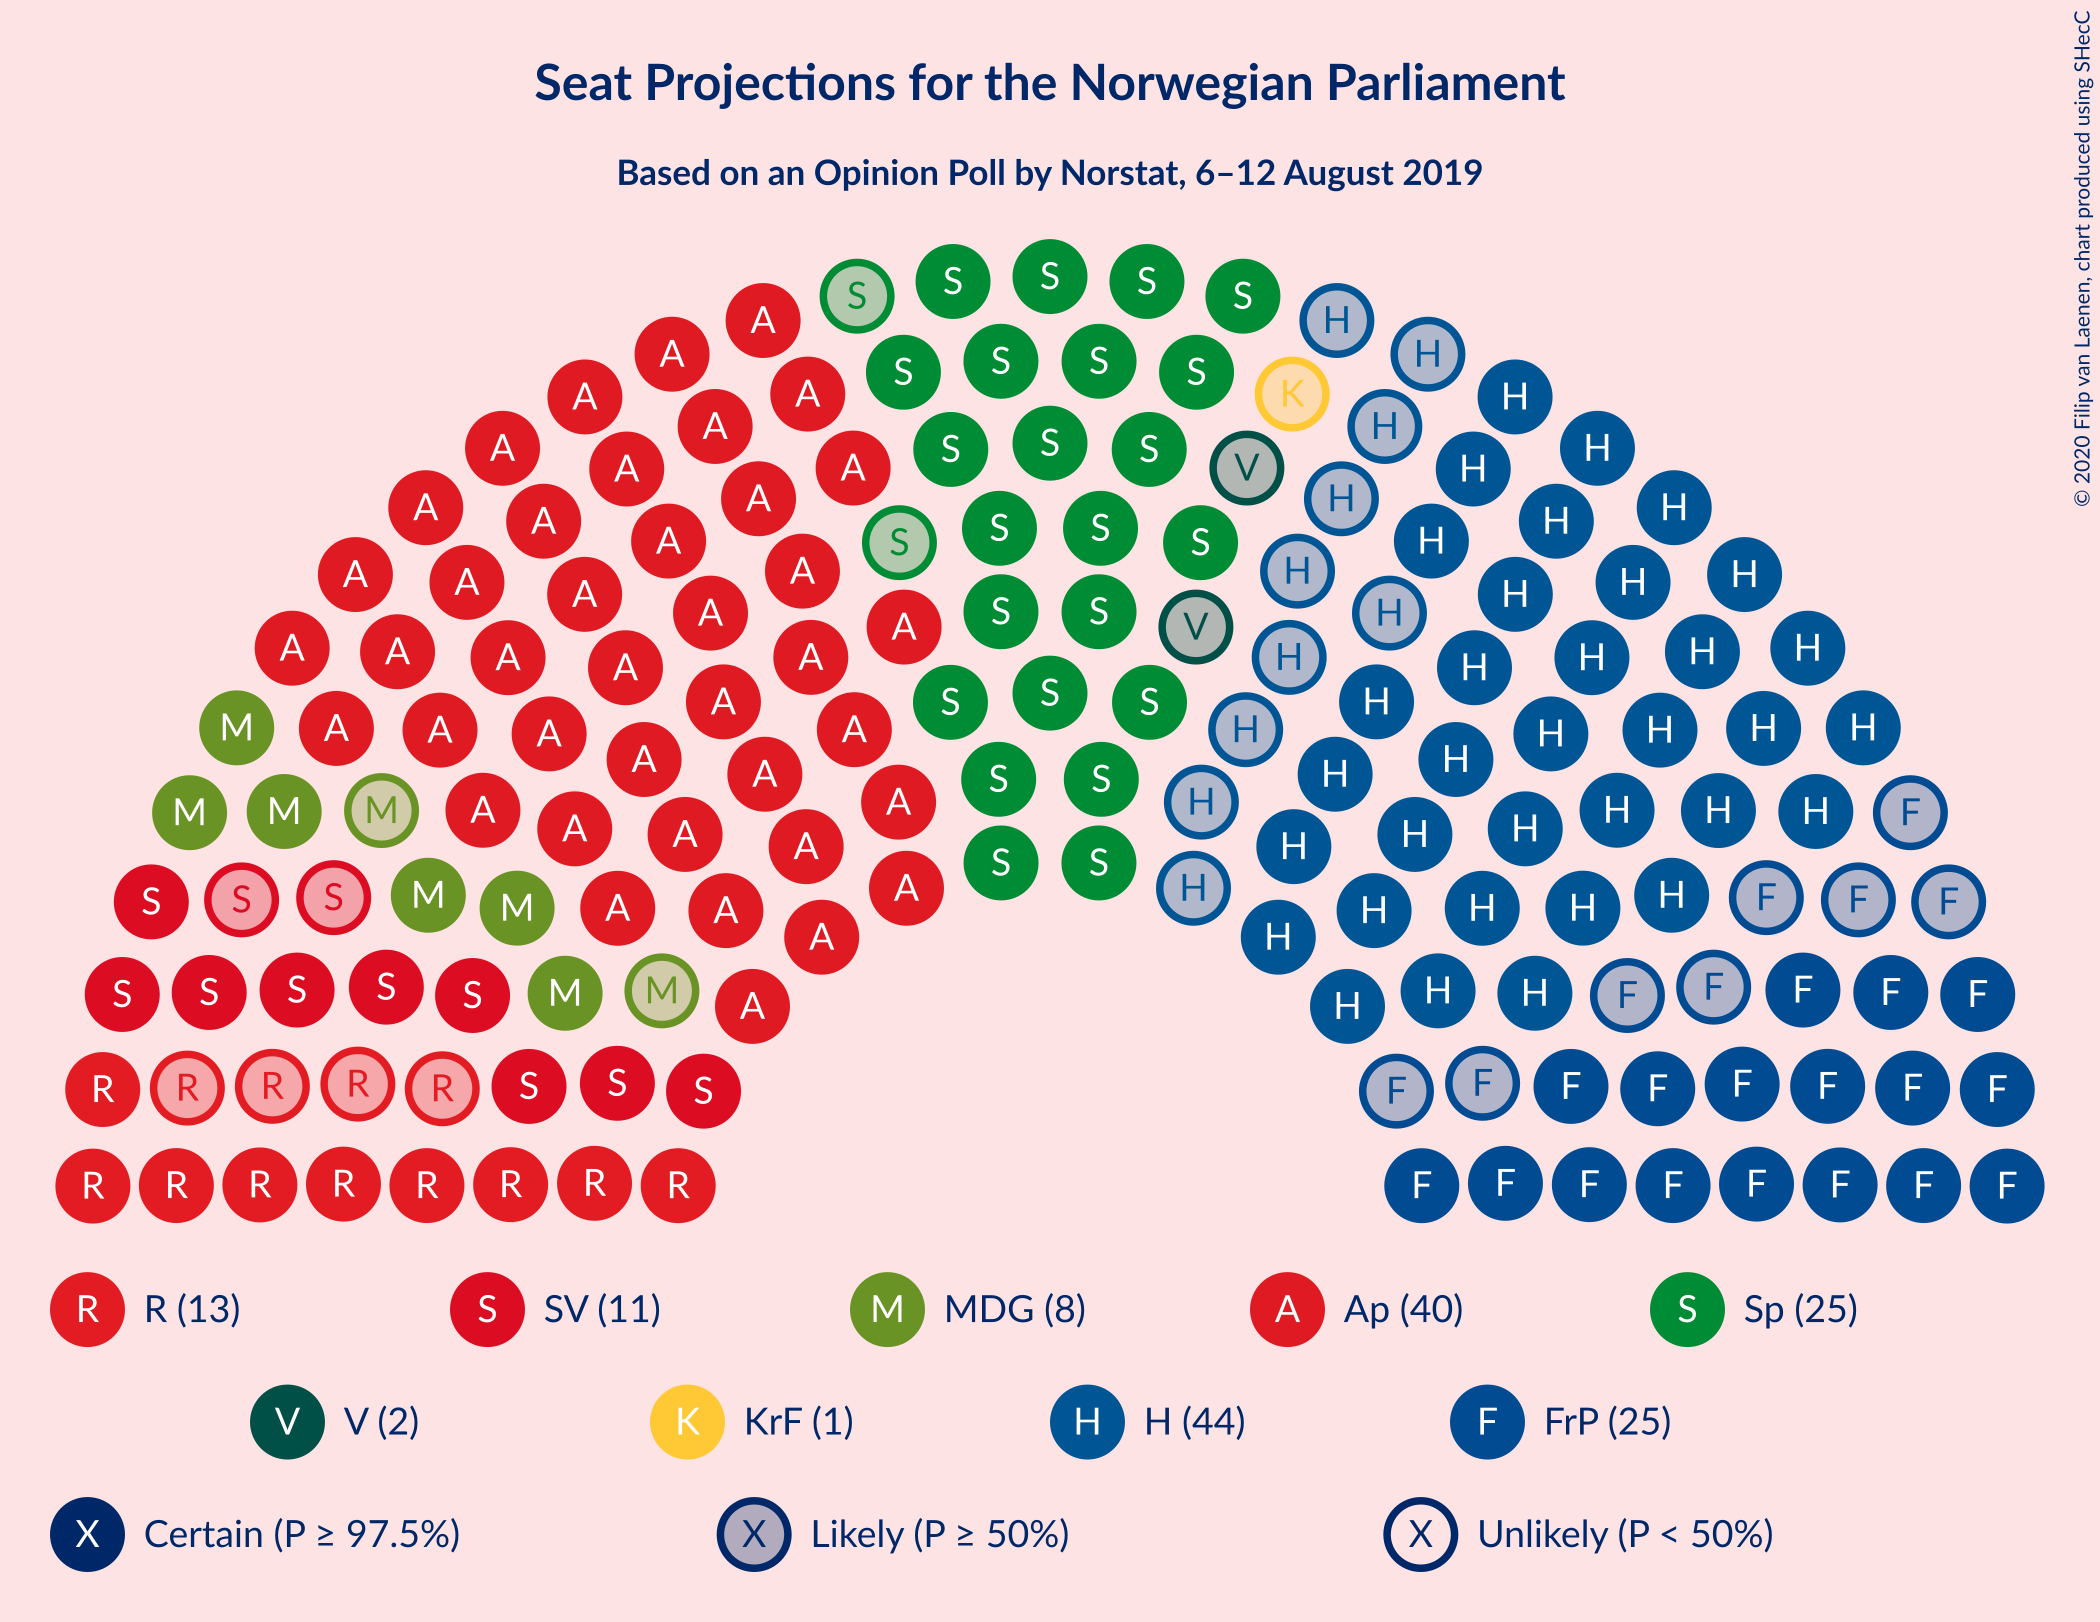 Seat Projections for the Norwegian Parliament
Based on an Opinion Poll by Norstat, 6–12 August 2019
© 2020 Filip van Laenen, chart produced using SHecC
S S S S S
A H
A H
A S S S S H
A K
A H
A H
A S S S V H
A A H H
A A H H
A S S S S H
A A H H
A A H H
A A S S V H H
A A H H
A A H H
A A S S S H H
M A A A H H H H
A A H H
A A S S H H
M M M A H H H F
A A H H
A S S H
S S S M M H F F F
A A H H
A A H H
S S S S S M M A H H H F F F F F
R R R R R S S S F F F F F F F F
R R R R R R R R F F F F F F F F
R R (13) S SV (11) M MDG (8) A Ap (40) S Sp (25)
V V (2) K KrF (1) H H (44) F FrP (25)
X Certain (P ≥ 97.5%) X Likely (P ≥ 50%) X Unlikely (P < 50%)